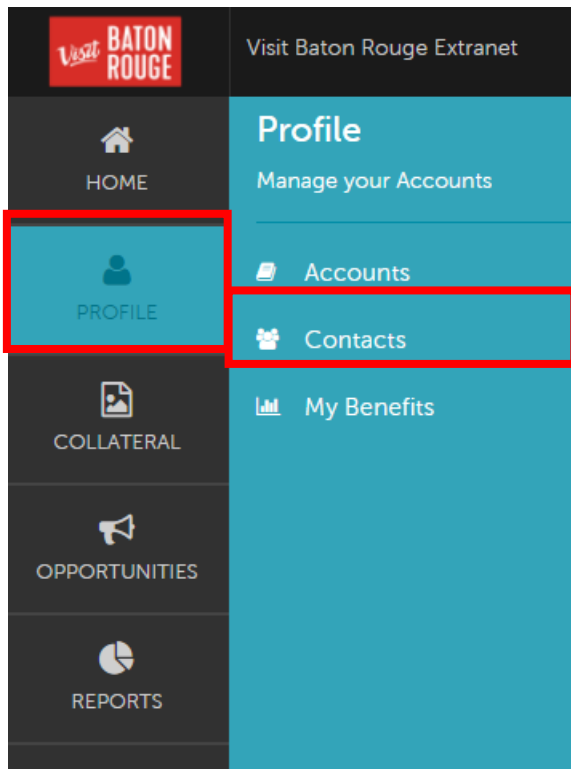 Visit BATON
ROUGE
Visit Baton Rouge Extranet
HOME
PROFILE
COLLATERAL
OPPORTUNITIES
REPORTS
Profile
Manage your Accounts
Accounts
Contacts
My Benefits